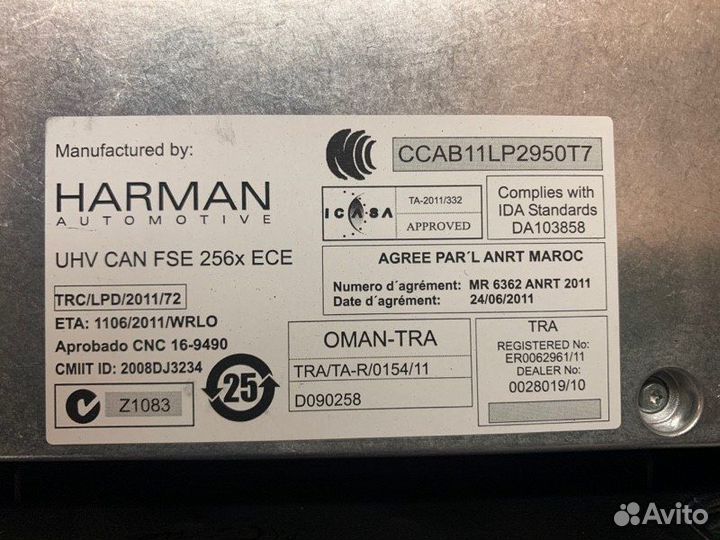 Manufactured by:
HARMAN
AUTOMOTIVE
UHV CAN FSE 256x ECE
TRC/LPD/2011/72
ETA: 1106/2011/WRLO
Aprobado CNC 16-9490
CMIIT ID: 2008DJ3234
Z1083
25
CCAB11LP2950T7
ICASA
TA-2011/332
APPROVED
Complies with
IDA Standards
DA103858
AGREE PAR´L ANRT MAROC
Numero d´agrément: MR 6362 ANRT 2011
Date d´agrément: 24/06/2011
OMAN-TRA
TRA/TA-R/0154/11
D090258
TRA
REGISTERED No:
ER0062961/11
DEALER No:
0028019/10
Avito